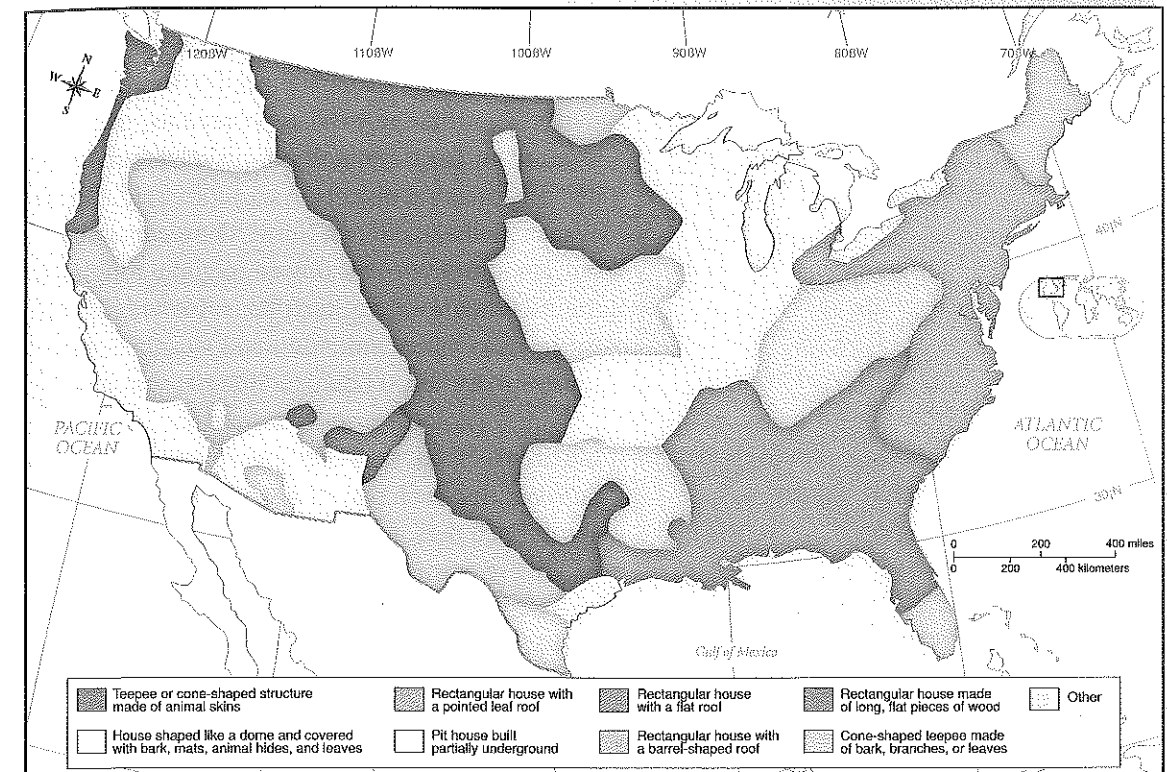 120§W 110§W 100§W 90§W 80§W 70§W
N
W E
S
40§N
PACIFIC
OCEAN
ATLANTIC
OCEAN
30§N
0 200 400 miles
0 200 400 kilometers
Gulf of Mexico
Teepee or cone-shaped structure
made of animal skins
Rectangular house with
a pointed leaf roof
Rectangular house
with a flat roof
Rectangular house made
of long, flat pieces of wood
Other
House shaped like a dome and covered
with bark, mats, animal hides, and leaves
Pit house built
partially underground
Rectangular house with
a barrel-shaped roof
Cone-shaped teepee made
of bark, branches, or leaves